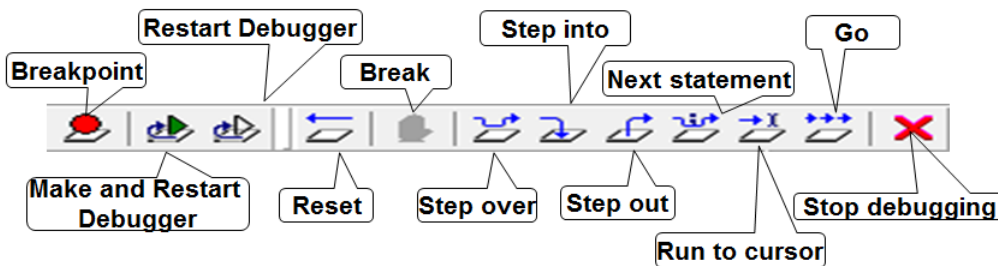 Restart Debugger
Step into
Go
Breakpoint
Break
Next statement
Make and Restart
Debugger
Reset
Step over
Step out
Stop debugging
Run to cursor